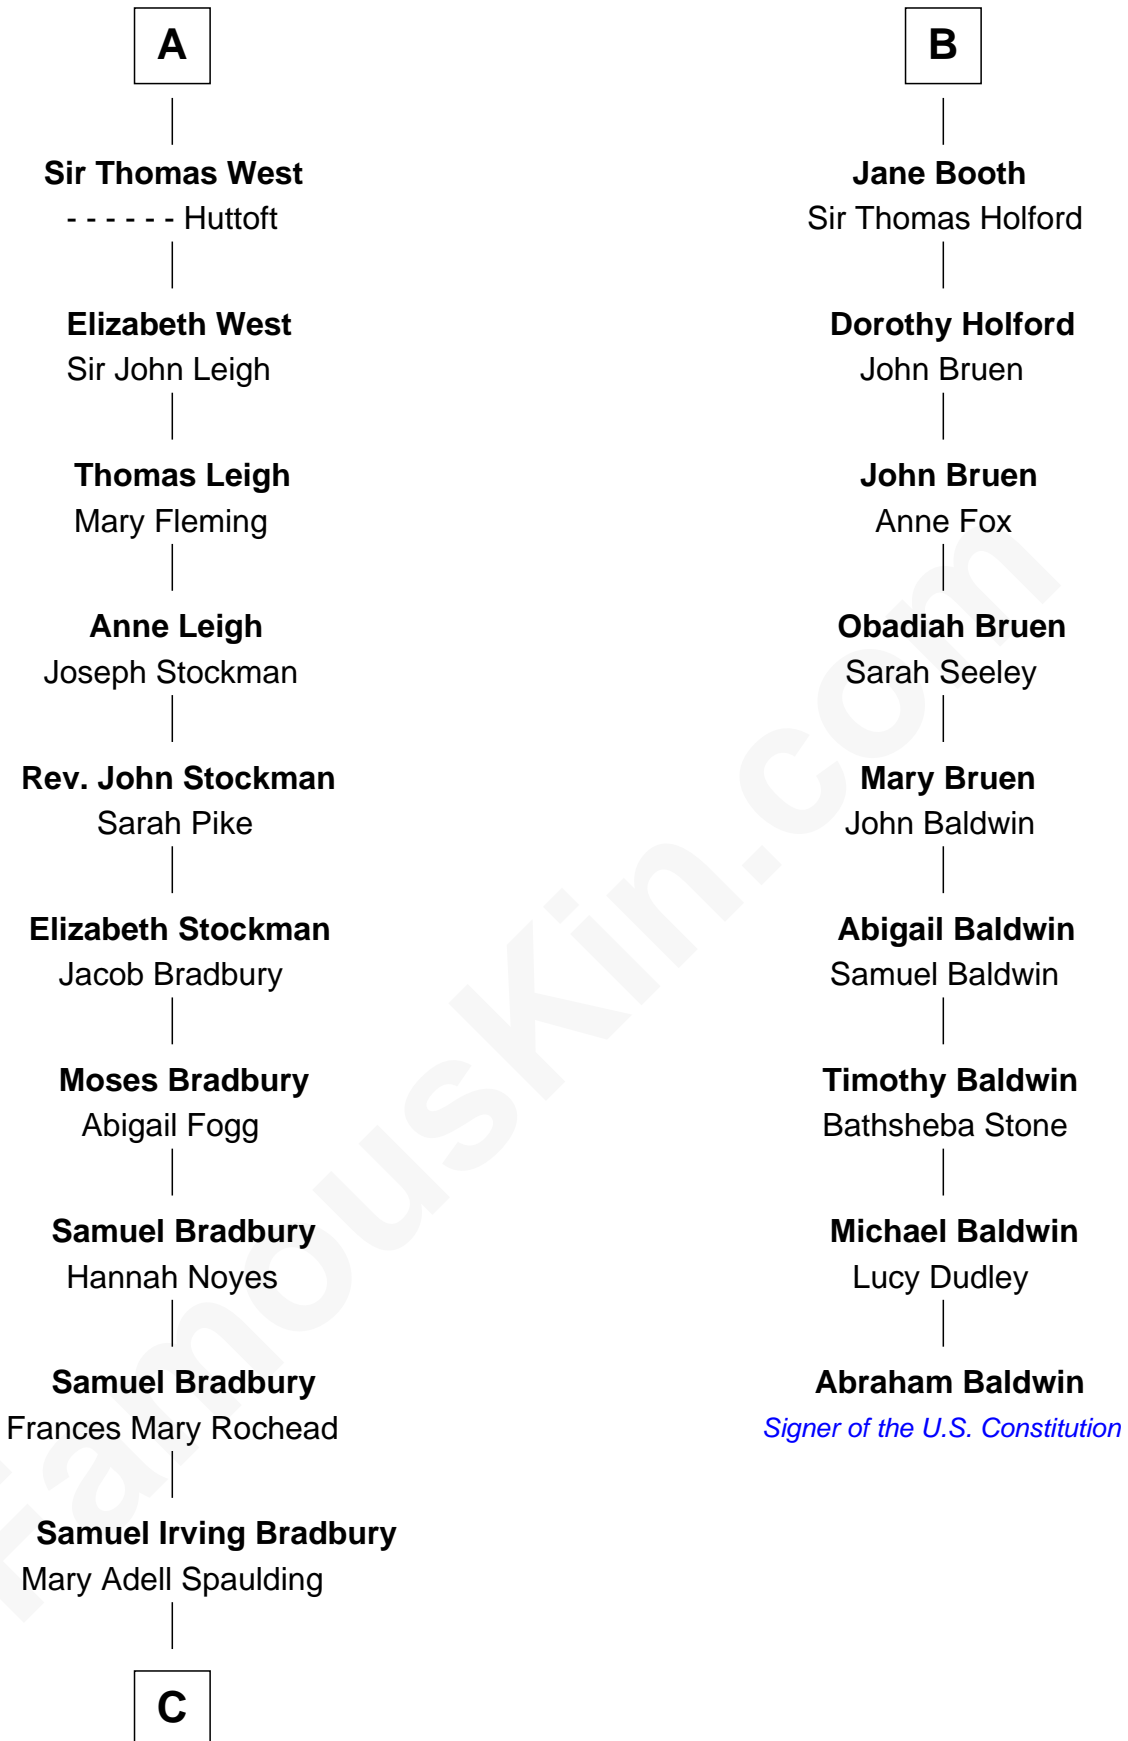 A
Sir Thomas West
- - - - - - Huttoft
Elizabeth West
Sir John Leigh
Thomas Leigh
Mary Fleming
Anne Leigh
Joseph Stockman
Rev. John Stockman
Sarah Pike
Elizabeth Stockman
Jacob Bradbury
Moses Bradbury
Abigail Fogg
Samuel Bradbury
Hannah Noyes
Samuel Bradbury
Frances Mary Rochead
Samuel Irving Bradbury
Mary Adell Spaulding
C
B
Jane Booth
Sir Thomas Holford
Dorothy Holford
John Bruen
John Bruen
Anne Fox
Obadiah Bruen
Sarah Seeley
Mary Bruen
John Baldwin
Abigail Baldwin
Samuel Baldwin
Timothy Baldwin
Bathsheba Stone
Michael Baldwin
Lucy Dudley
Abraham Baldwin
Signer of the U.S. Constitution
FamousKin.com